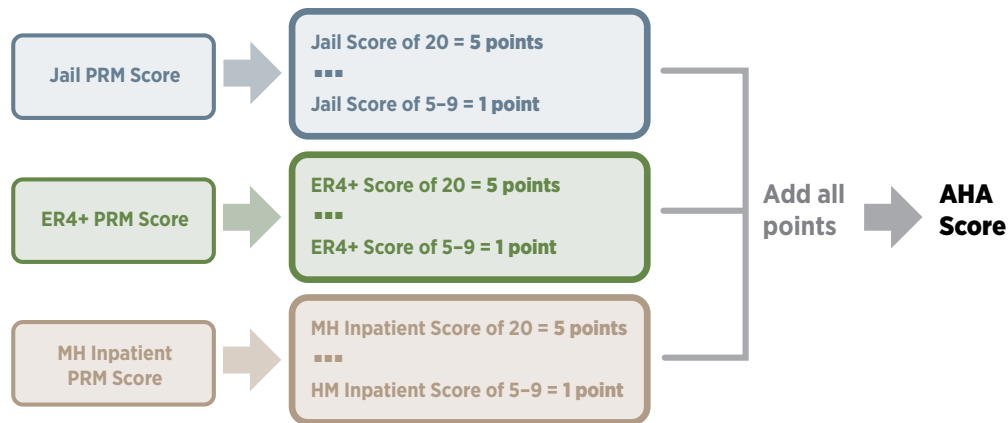 Jail PRM Score
Jail Score of 20 = 5 points
...
Jail Score of 5–9 = 1 point
ER4+ PRM Score
ER4+ Score of 20 = 5 points
...
ER4+ Score of 5–9 = 1 point
MH Inpatient
PRM Score
MH Inpatient Score of 20 = 5 points
...
HM Inpatient Score of 5–9 = 1 point
Add all
points
AHA
Score